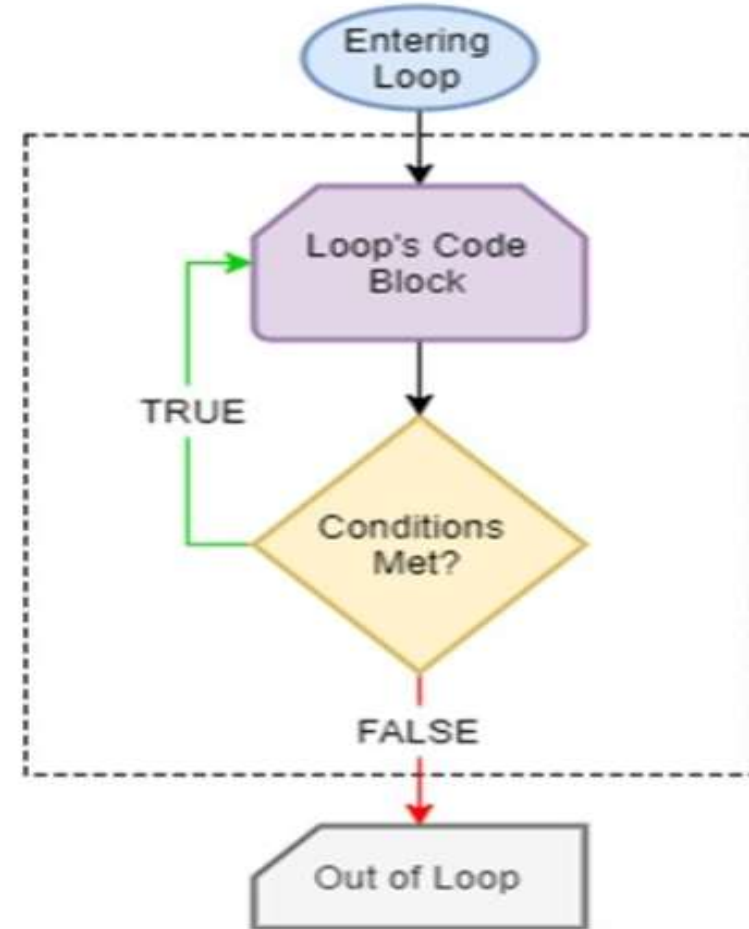 Entering
Loop
Loop's Code
Block
TRUE
Conditions
Met?
FALSE
Out of Loop